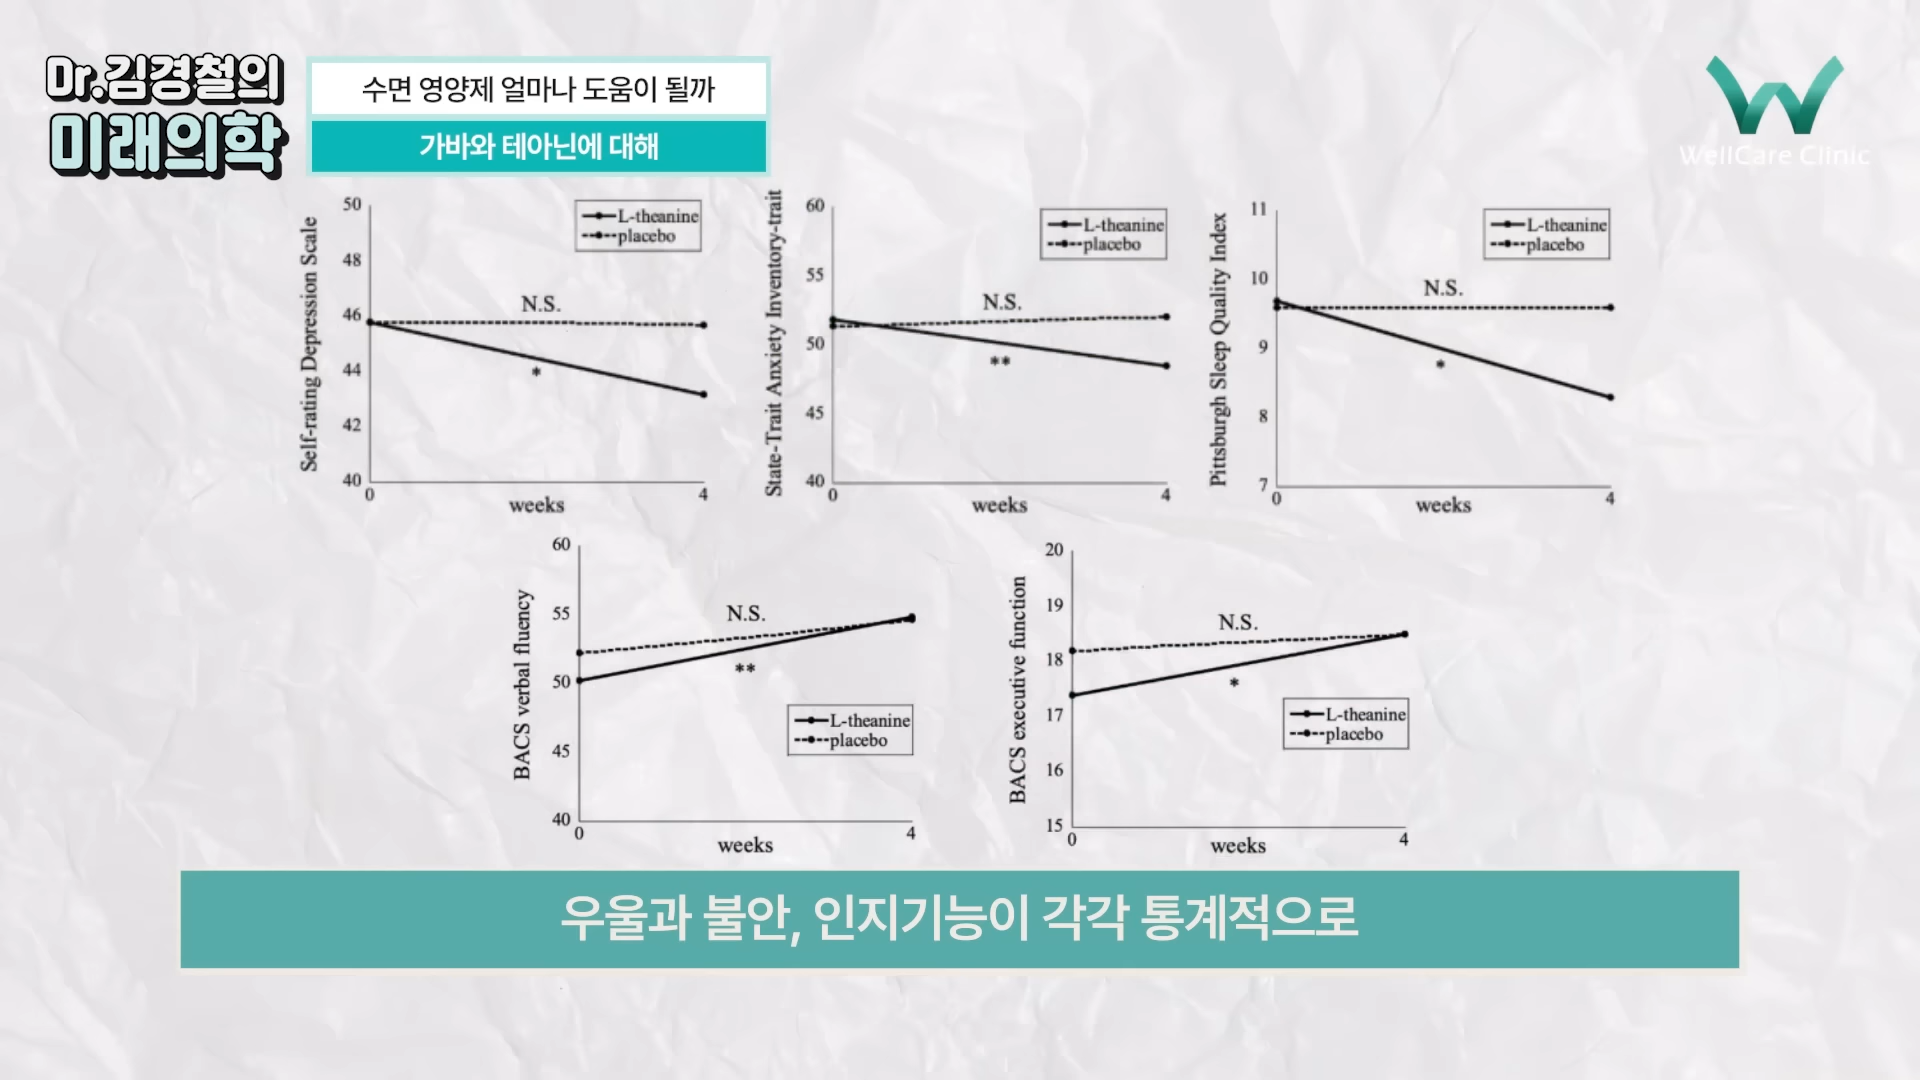 Dr.김경철의
미래의학
수면 영양제 얼마나 도움이 될까
가바와 테아닌에 대해
WellCare Clinic
Self-rating Depression Scale
50
48
46
44
42
40
L-theanine
placebo
N.S.
*
0
4
weeks
State-Trait Anxiety Inventory-trait
60
55
50
45
40
L-theanine
placebo
N.S.
**
0
4
weeks
Pittsburgh Sleep Quality Index
11
10
9
8
7
L-theanine
placebo
N.S.
*
0
4
weeks
BACS verbal fluency
60
55
50
45
40
N.S.
**
L-theanine
placebo
0
4
weeks
BACS executive function
20
19
18
17
16
15
N.S.
*
L-theanine
placebo
0
4
weeks
우울과 불안, 인지기능이 각각 통계적으로